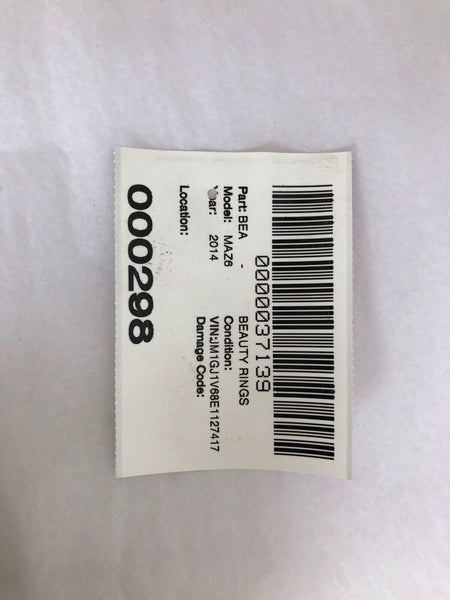 0000037139
Part: BEA - BEAUTY RINGS
Model: MAZ6 Condition:
Year: 2014 VIN:JM1GJ1V68E1127417
Damage Code:
Location:
000298